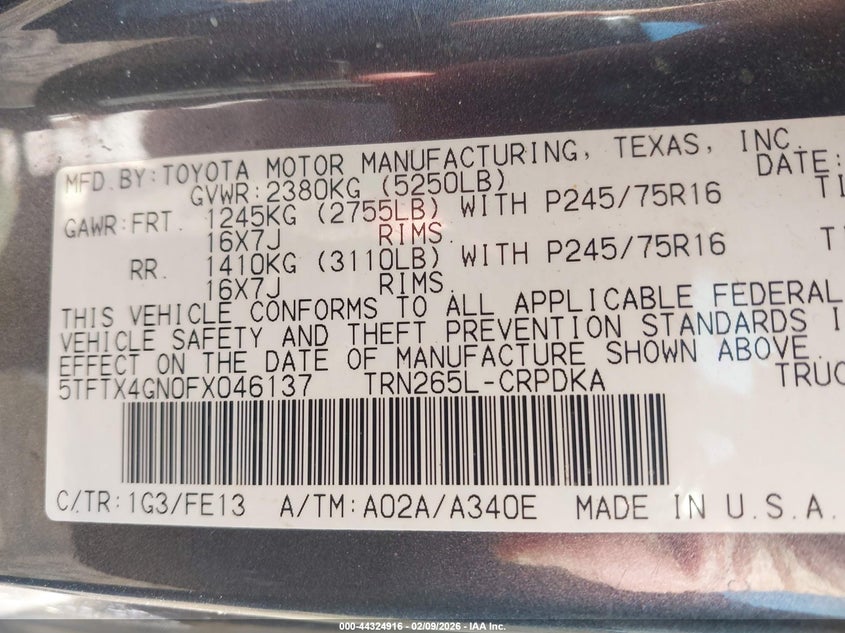 MFD. BY: TOYOTA MOTOR MANUFACTURING, TEXAS, INC.
DATE:
GVWR: 2380KG (5250LB)
GAWR: FRT. 1245KG (2755LB) WITH P245/75R16 TI
16X7J RIMS.
RR. 1410KG (3110LB) WITH P245/75R16 TI
16X7J RIMS.
THIS VEHICLE CONFORMS TO ALL APPLICABLE FEDERAL
VEHICLE SAFETY AND THEFT PREVENTION STANDARDS I
EFFECT ON THE DATE OF MANUFACTURE SHOWN ABOVE.
5TFTX4GN0FX046137 TRN265L-CRPDKA TRUC
C/TR: 1G3/FE13 A/TM: A02A/A340E MADE IN U.S.A.
000-44324916 - 02/09/2026 - IAA Inc.